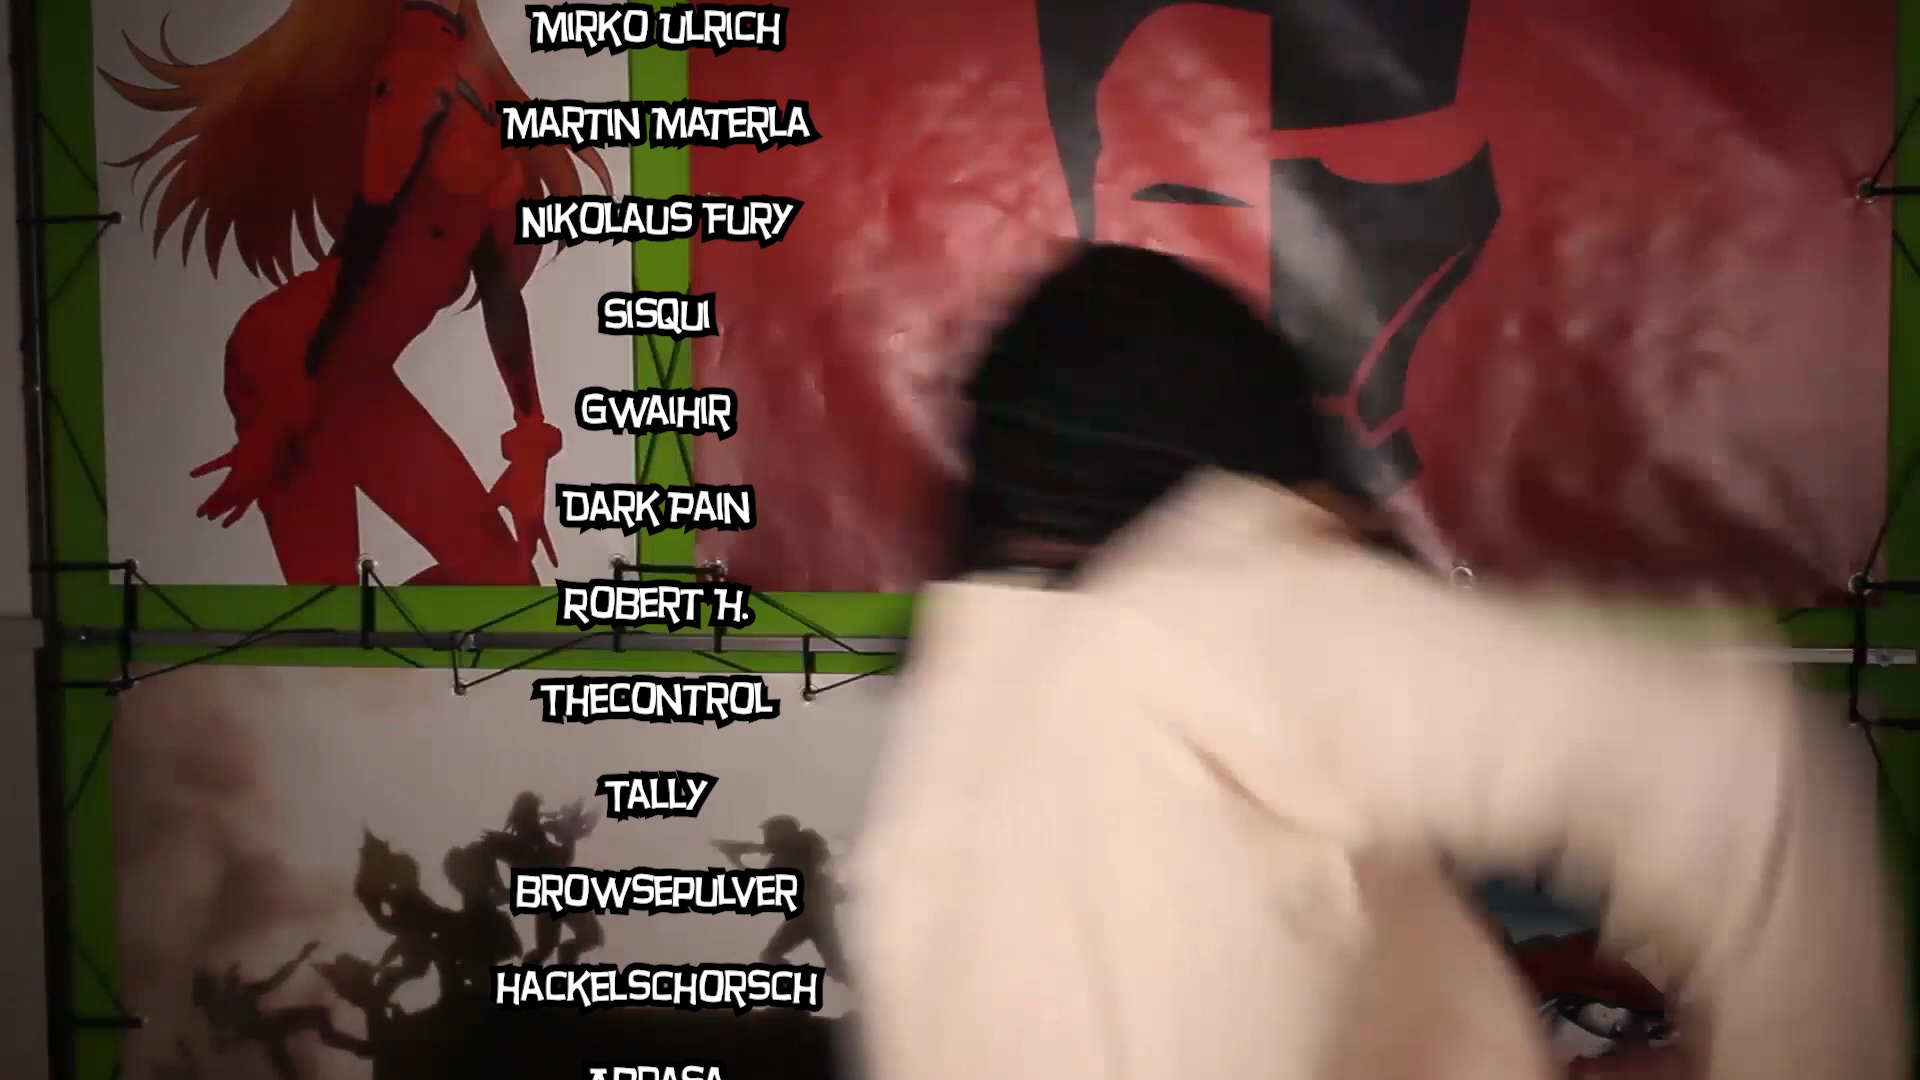 MIRKO ULRICH
MARTIN MATERLA
NIKOLAUS FURY
SISQUI
GWAIHIR
DARK PAIN
ROBERT H.
THECONTROL
TALLY
BROWSEPULVER
HACKELSCHORSCH